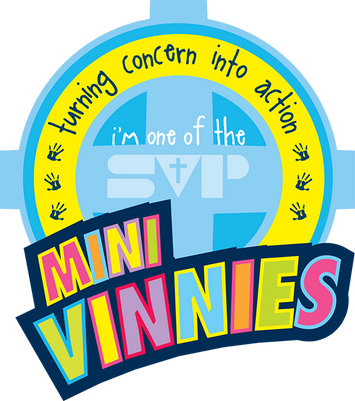 turning concern into action
i'm one of the
SVP
MINI
VINNIES